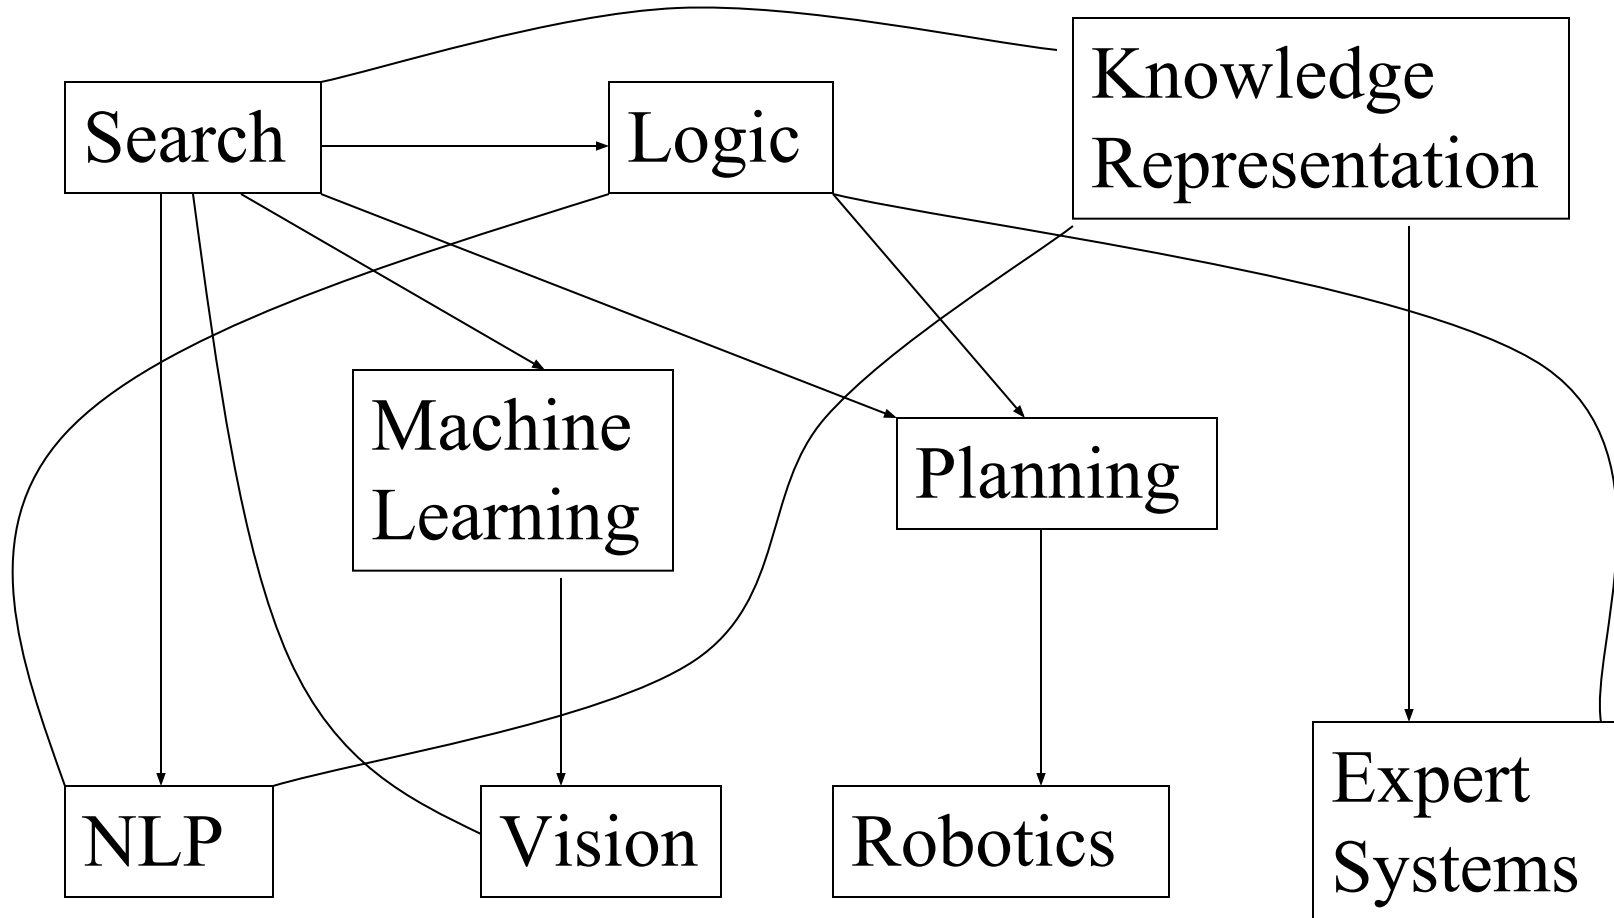 Knowledge
Representation
Search
Logic
Machine
Learning
Planning
NLP
Vision
Robotics
Expert
Systems